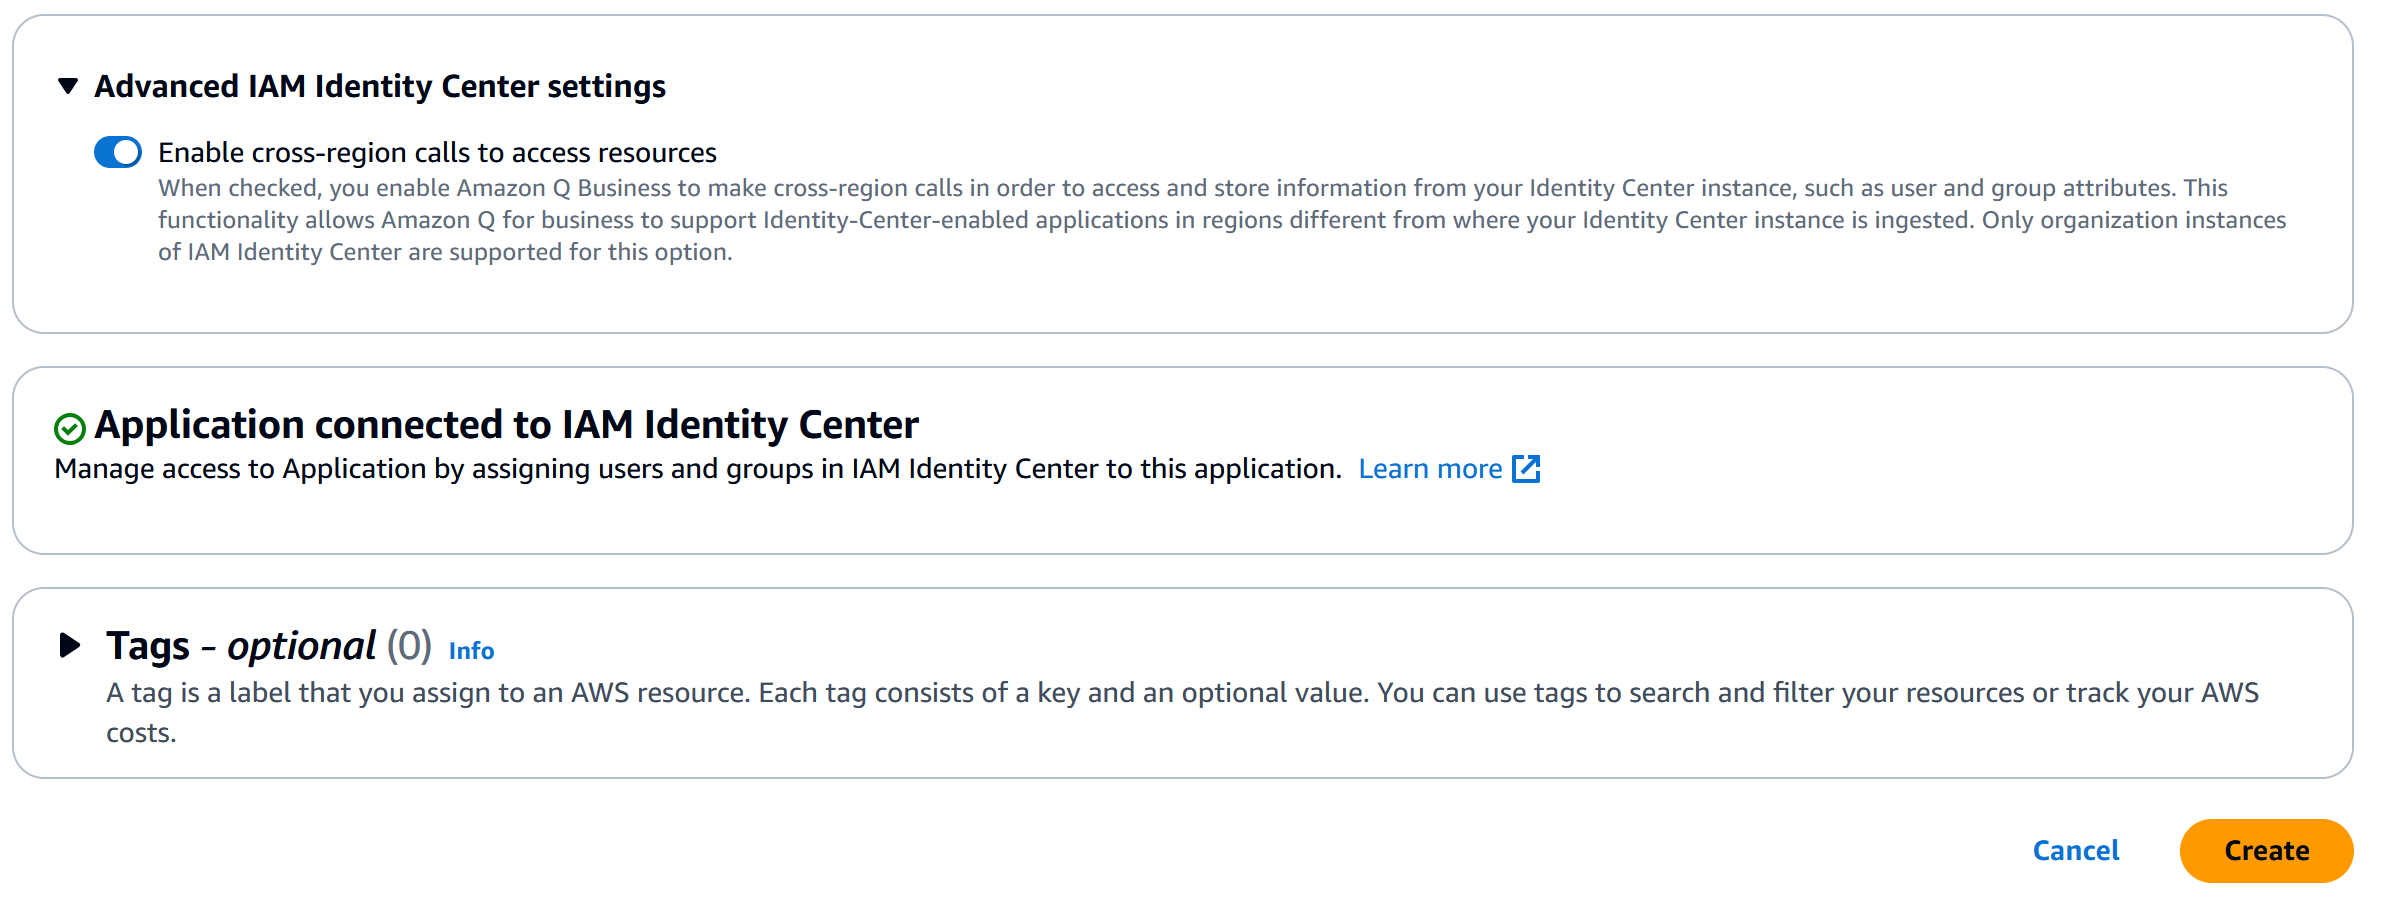 Advanced IAM Identity Center settings
Enable cross-region calls to access resources
When checked, you enable Amazon Q Business to make cross-region calls in order to access and store information from your Identity Center instance, such as user and group attributes. This
functionality allows Amazon Q for business to support Identity-Center-enabled applications in regions different from where your Identity Center instance is ingested. Only organization instances
of IAM Identity Center are supported for this option.
Application connected to IAM Identity Center
Manage access to Application by assigning users and groups in IAM Identity Center to this application. Learn more
Tags - optional (0) Info
A tag is a label that you assign to an AWS resource. Each tag consists of a key and an optional value. You can use tags to search and filter your resources or track your AWS
costs.
Cancel Create